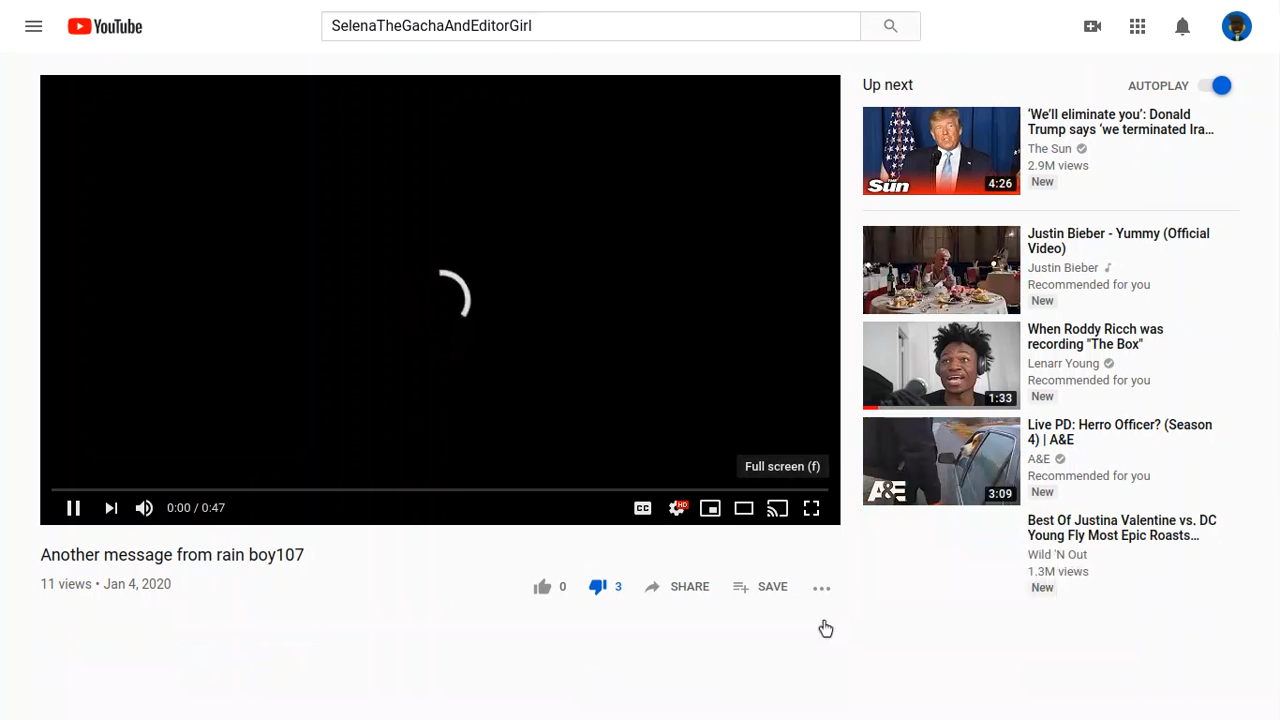 YouTube
SelenaTheGachaAndEditorGirl
Full screen (f)
0:00 / 0:47
CC
HD
Another message from rain boy107
11 views • Jan 4, 2020
0
3
SHARE
SAVE
Up next
AUTOPLAY
The Sun
4:26
‘We’ll eliminate you’: Donald
Trump says ‘we terminated Ira…
The Sun
2.9M views
New
Justin Bieber - Yummy (Official
Video)
Justin Bieber
Recommended for you
New
1:33
When Roddy Ricch was
recording "The Box"
Lenarr Young
Recommended for you
New
A&E
3:09
Live PD: Herro Officer? (Season
4) | A&E
A&E
Recommended for you
New
Best Of Justina Valentine vs. DC
Young Fly Most Epic Roasts…
Wild 'N Out
1.3M views
New